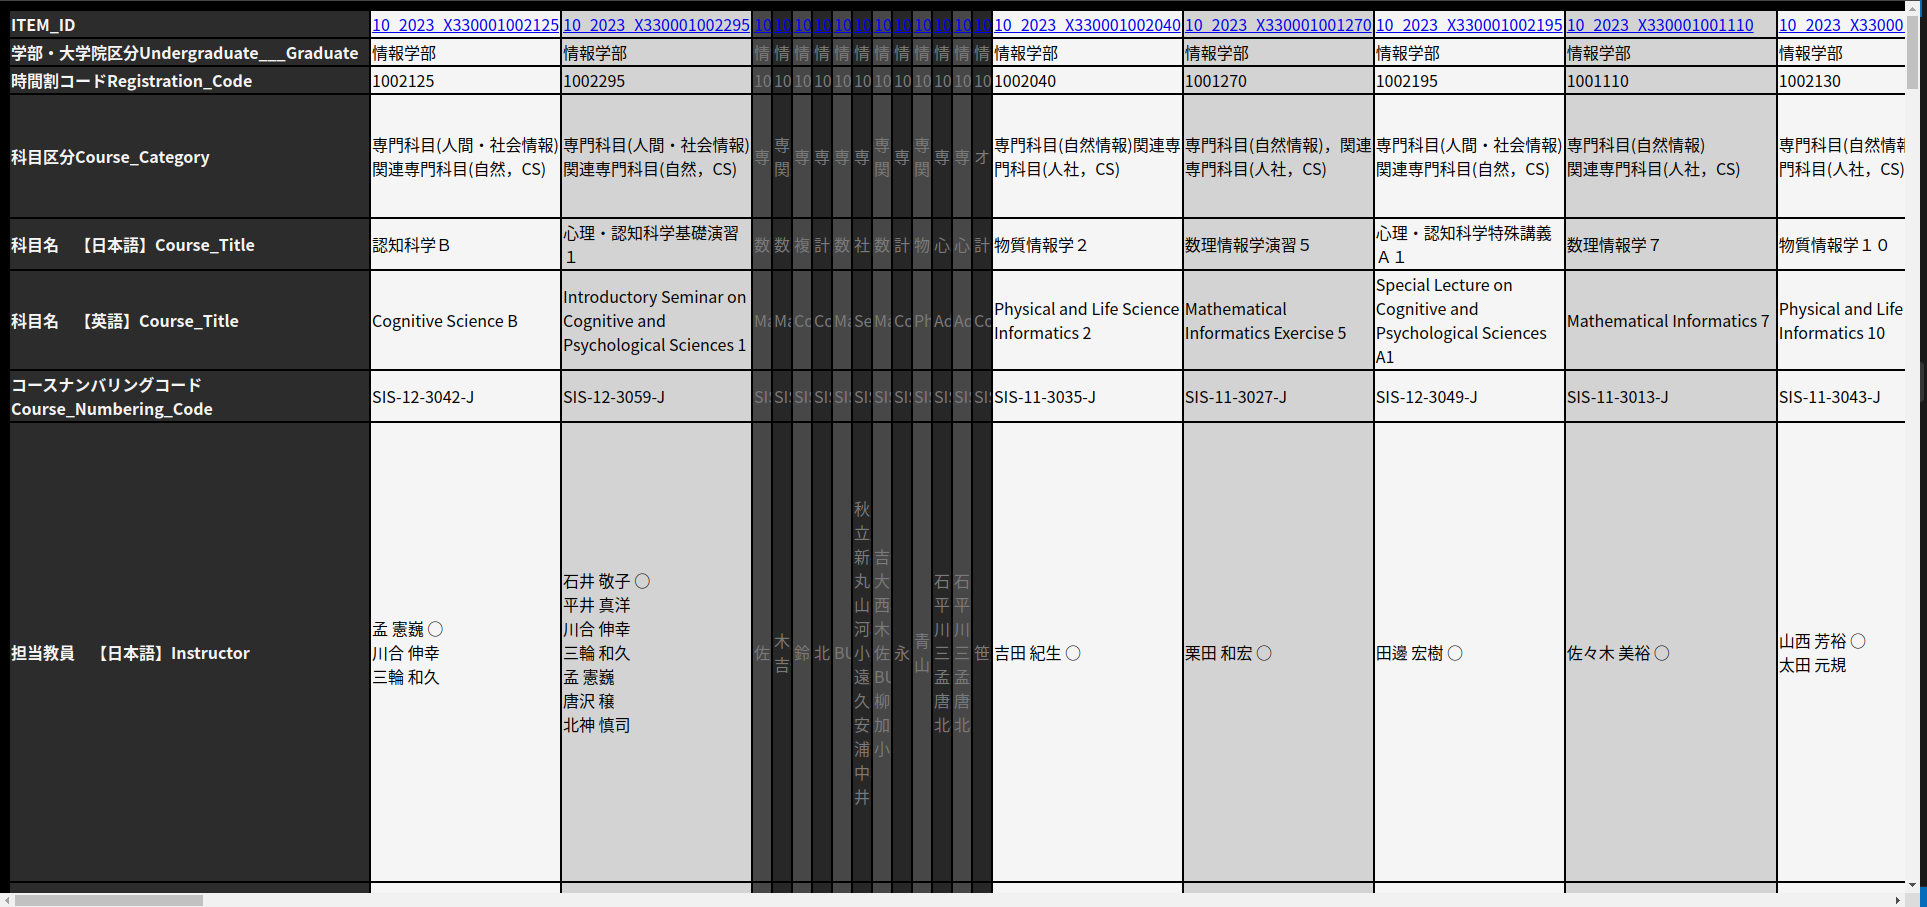 ITEM_ID 10_2023_X330001002125 10_2023_X330001002295 10 10 10 10 10 10 10 10 10 10 10 10 10_2023_X330001002040 10_2023_X330001001270 10_2023_X330001002195 10_2023_X330001001110 10_2023_X33000
学部・大学院区分Undergraduate___Graduate 情報学部 情報学部 情 情 情 情 情 情 情 情 情 情 情 情 情報学部 情報学部 情報学部 情報学部 情報学部
時間割コードRegistration_Code 1002125 1002295 10 10 10 10 10 10 10 10 10 10 10 10 1002040 1001270 1002195 1001110 1002130
科目区分Course_Category
専門科目(人間・社会情報)
関連専門科目(自然，CS)
専門科目(人間・社会情報)
関連専門科目(自然，CS)
専
専
関
専
専
専
専
専
関
専
専
関
専
専
オ
専門科目(自然情報)関連専
門科目(人社，CS)
専門科目(自然情報)，関連
専門科目(人社，CS)
専門科目(人間・社会情報)
関連専門科目(自然，CS)
専門科目(自然情報)
関連専門科目(人社，CS)
専門科目(自然情報
門科目(人社，CS)
科目名　【日本語】Course_Title
認知科学Ｂ
心理・認知科学基礎演習
１
数 数 複 計 数 社 数 計 物 心 心 計
物質情報学２
数理情報学演習５
心理・認知科学特殊講義
Ａ１
数理情報学７
物質情報学１０
科目名　【英語】Course_Title
Cognitive Science B
Introductory Seminar on
Cognitive and
Psychological Sciences 1
Ma Ma Co Co Ma Se Ma Co Ph Ad Ad Co
Physical and Life Science
Informatics 2
Mathematical
Informatics Exercise 5
Special Lecture on
Cognitive and
Psychological Sciences
A1
Mathematical Informatics 7
Physical and Life
Informatics 10
コースナンバリングコード
Course_Numbering_Code
SIS-12-3042-J
SIS-12-3059-J
SIS-11-3035-J
SIS-11-3027-J
SIS-12-3049-J
SIS-11-3013-J
SIS-11-3043-J
担当教員　【日本語】Instructor
孟 憲巍 ○
川合 伸幸
三輪 和久
石井 敬子 ○
平井 真洋
川合 伸幸
三輪 和久
孟 憲巍
唐沢 穣
北神 慎司
佐
木
吉
鈴
北
BU
秋
立
新
丸
山
河
小
遠
久
安
浦
中
井
吉
大
西
木
佐
BU
柳
加
小
永
青
山
石
平
川
三
孟
唐
北
石
平
川
三
孟
唐
北
笹
吉田 紀生 ○
栗田 和宏 ○
田邊 宏樹 ○
佐々木 美裕 ○
山西 芳裕 ○
太田 元規